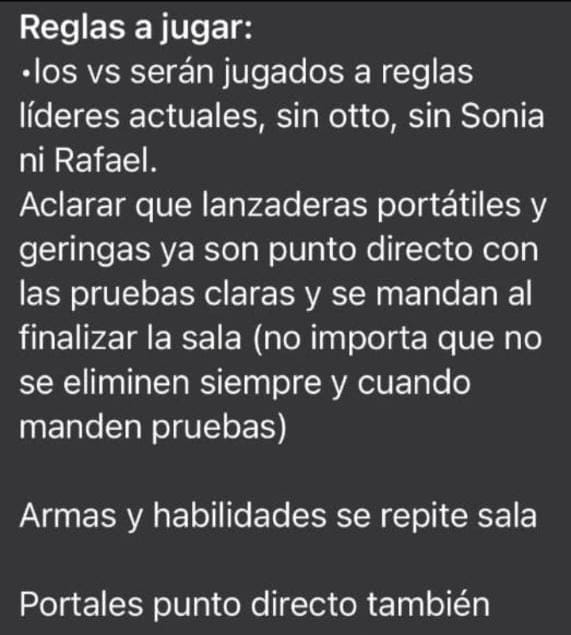 Reglas a jugar:
•los vs serán jugados a reglas
líderes actuales, sin otto, sin Sonia
ni Rafael.
Aclarar que lanzaderas portátiles y
geringas ya son punto directo con
las pruebas claras y se mandan al
finalizar la sala (no importa que no
se eliminen siempre y cuando
manden pruebas)
Armas y habilidades se repite sala
Portales punto directo también